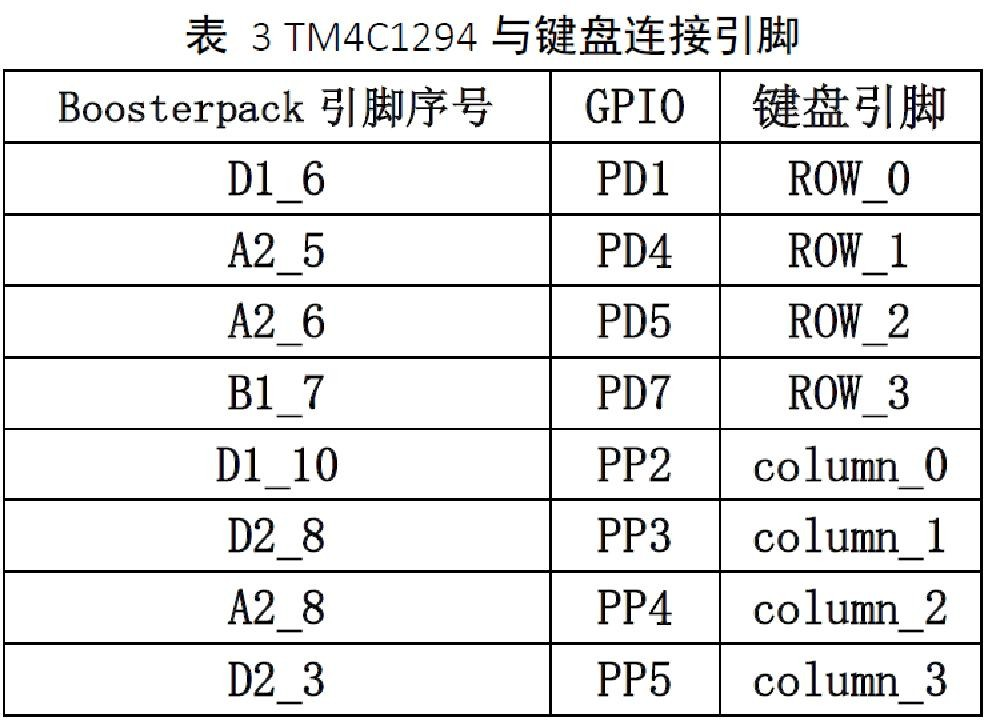 表 3 TM4C1294 与键盘连接引脚
Boosterpack 引脚序号 GPIO 键盘引脚
D1_6 PD1 ROW_0
A2_5 PD4 ROW_1
A2_6 PD5 ROW_2
B1_7 PD7 ROW_3
D1_10 PP2 column_0
D2_8 PP3 column_1
A2_8 PP4 column_2
D2_3 PP5 column_3